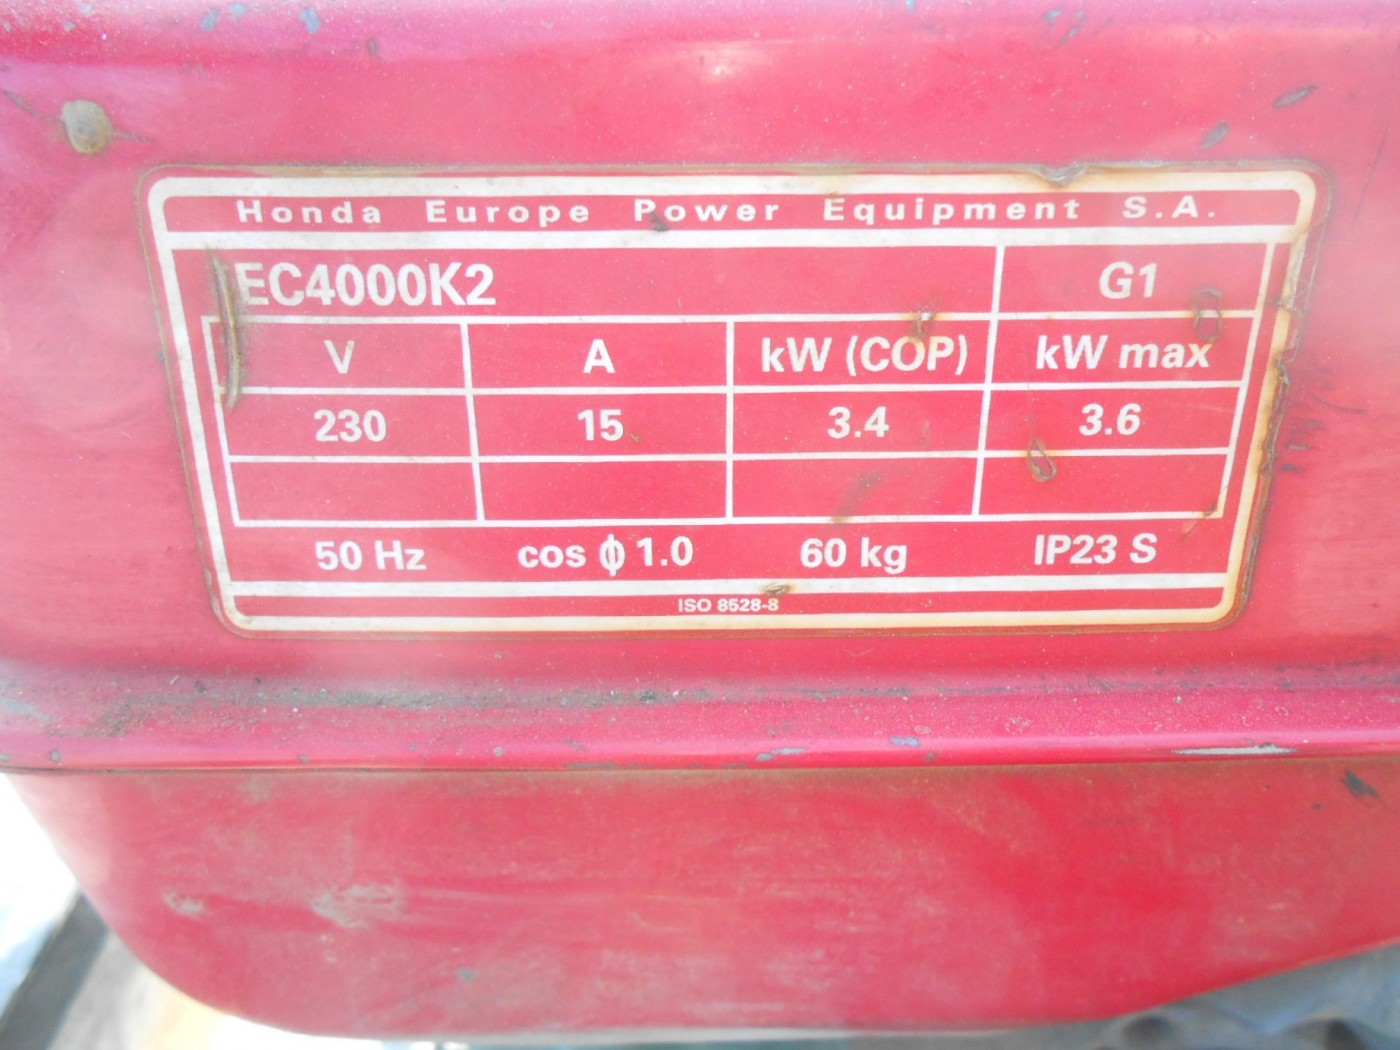 Honda Europe Power Equipment S.A.
EC4000K2 G1
V A kW (COP) kW max
230 15 3.4 3.6
50 Hz cos ϕ 1.0 60 kg IP23 S
ISO 8528-8